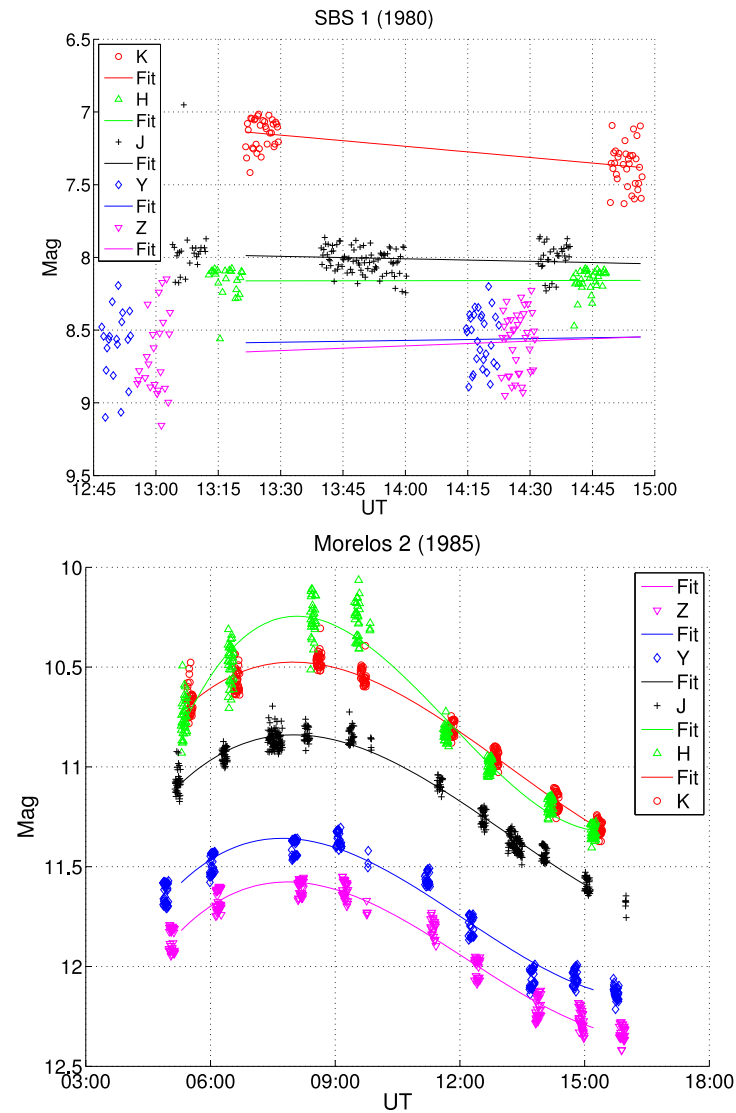 SBS 1 (1980)
6.5
7
7.5
8
8.5
9
9.5
Mag
K
Fit
H
Fit
J
Fit
Y
Fit
Z
Fit
12:45 13:00 13:15 13:30 13:45 14:00 14:15 14:30 14:45 15:00
UT
Morelos 2 (1985)
10
10.5
11
11.5
12
12.5
Mag
Fit
Z
Fit
Y
Fit
J
Fit
H
Fit
K
03:00 06:00 09:00 12:00 15:00 18:00
UT